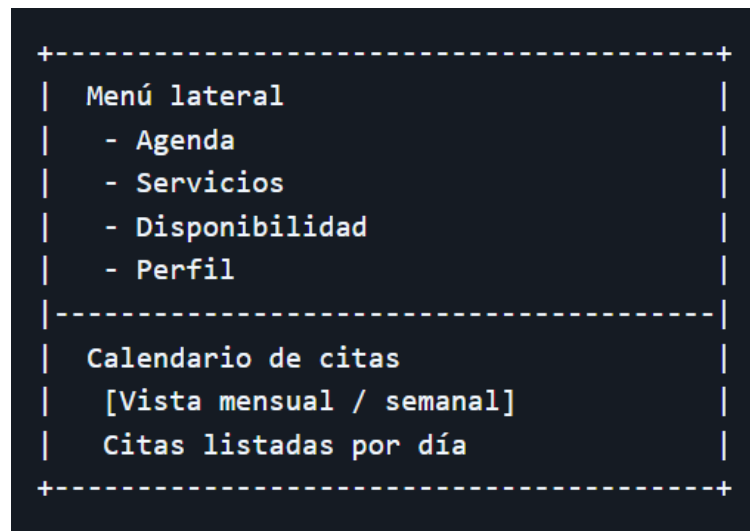 +----------------------------------------+
|  Menú lateral                          |
|   - Agenda                             |
|   - Servicios                          |
|   - Disponibilidad                     |
|   - Perfil                             |
|----------------------------------------|
|  Calendario de citas                   |
|   [Vista mensual / semanal]            |
|   Citas listadas por día               |
+----------------------------------------+